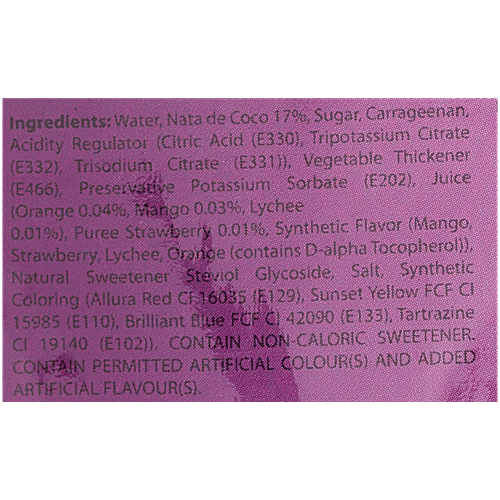 Ingredients: Water, Nata de Coco 17%, Sugar, Carrageenan,
Acidity Regulator (Citric Acid (E330), Tripotassium Citrate
(E332), Trisodium Citrate (E331)), Vegetable Thickener
(E466), Preservative Potassium Sorbate (E202), Juice
(Orange 0.04%, Mango 0.03%, Lychee
0.01%), Puree Strawberry 0.01%, Synthetic Flavor (Mango,
Strawberry, Lychee, Orange (contains D-alpha Tocopherol)),
Natural Sweetener Steviol Glycoside, Salt, Synthetic
Coloring (Allura Red CI 16035 (E129), Sunset Yellow FCF CI
15985 (E110), Brilliant Blue FCF CI 42090 (E133), Tartrazine
CI 19140 (E102)). CONTAIN NON-CALORIC SWEETENER.
CONTAIN PERMITTED ARTIFICIAL COLOUR(S) AND ADDED
ARTIFICIAL FLAVOUR(S).